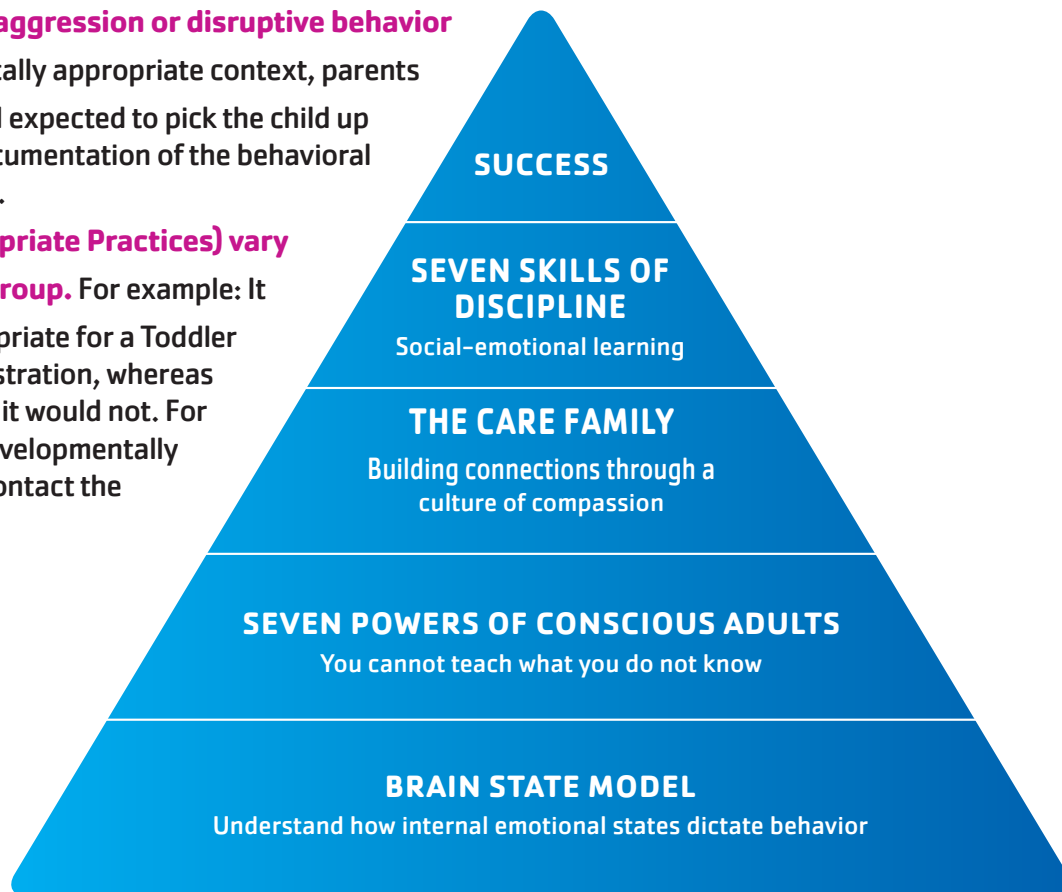 aggression or disruptive behavior
tally appropriate context, parents
expected to pick the child up
cumentation of the behavioral
.
priate Practices) vary
group. For example: It
priate for a Toddler
stration, whereas
it would not. For
velopmentally
ontact the
SUCCESS
SEVEN SKILLS OF
DISCIPLINE
Social-emotional learning
THE CARE FAMILY
Building connections through a
culture of compassion
SEVEN POWERS OF CONSCIOUS ADULTS
You cannot teach what you do not know
BRAIN STATE MODEL
Understand how internal emotional states dictate behavior